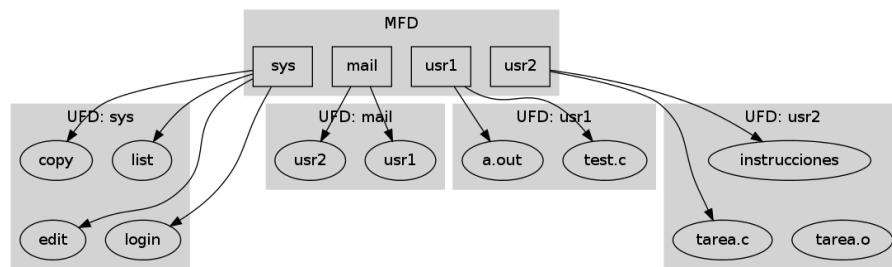 MFD
sys mail usr1 usr2
UFD: sys UFD: mail UFD: usr1 UFD: usr2
copy list usr2 usr1 a.out test.c instrucciones
edit login tarea.c tarea.o